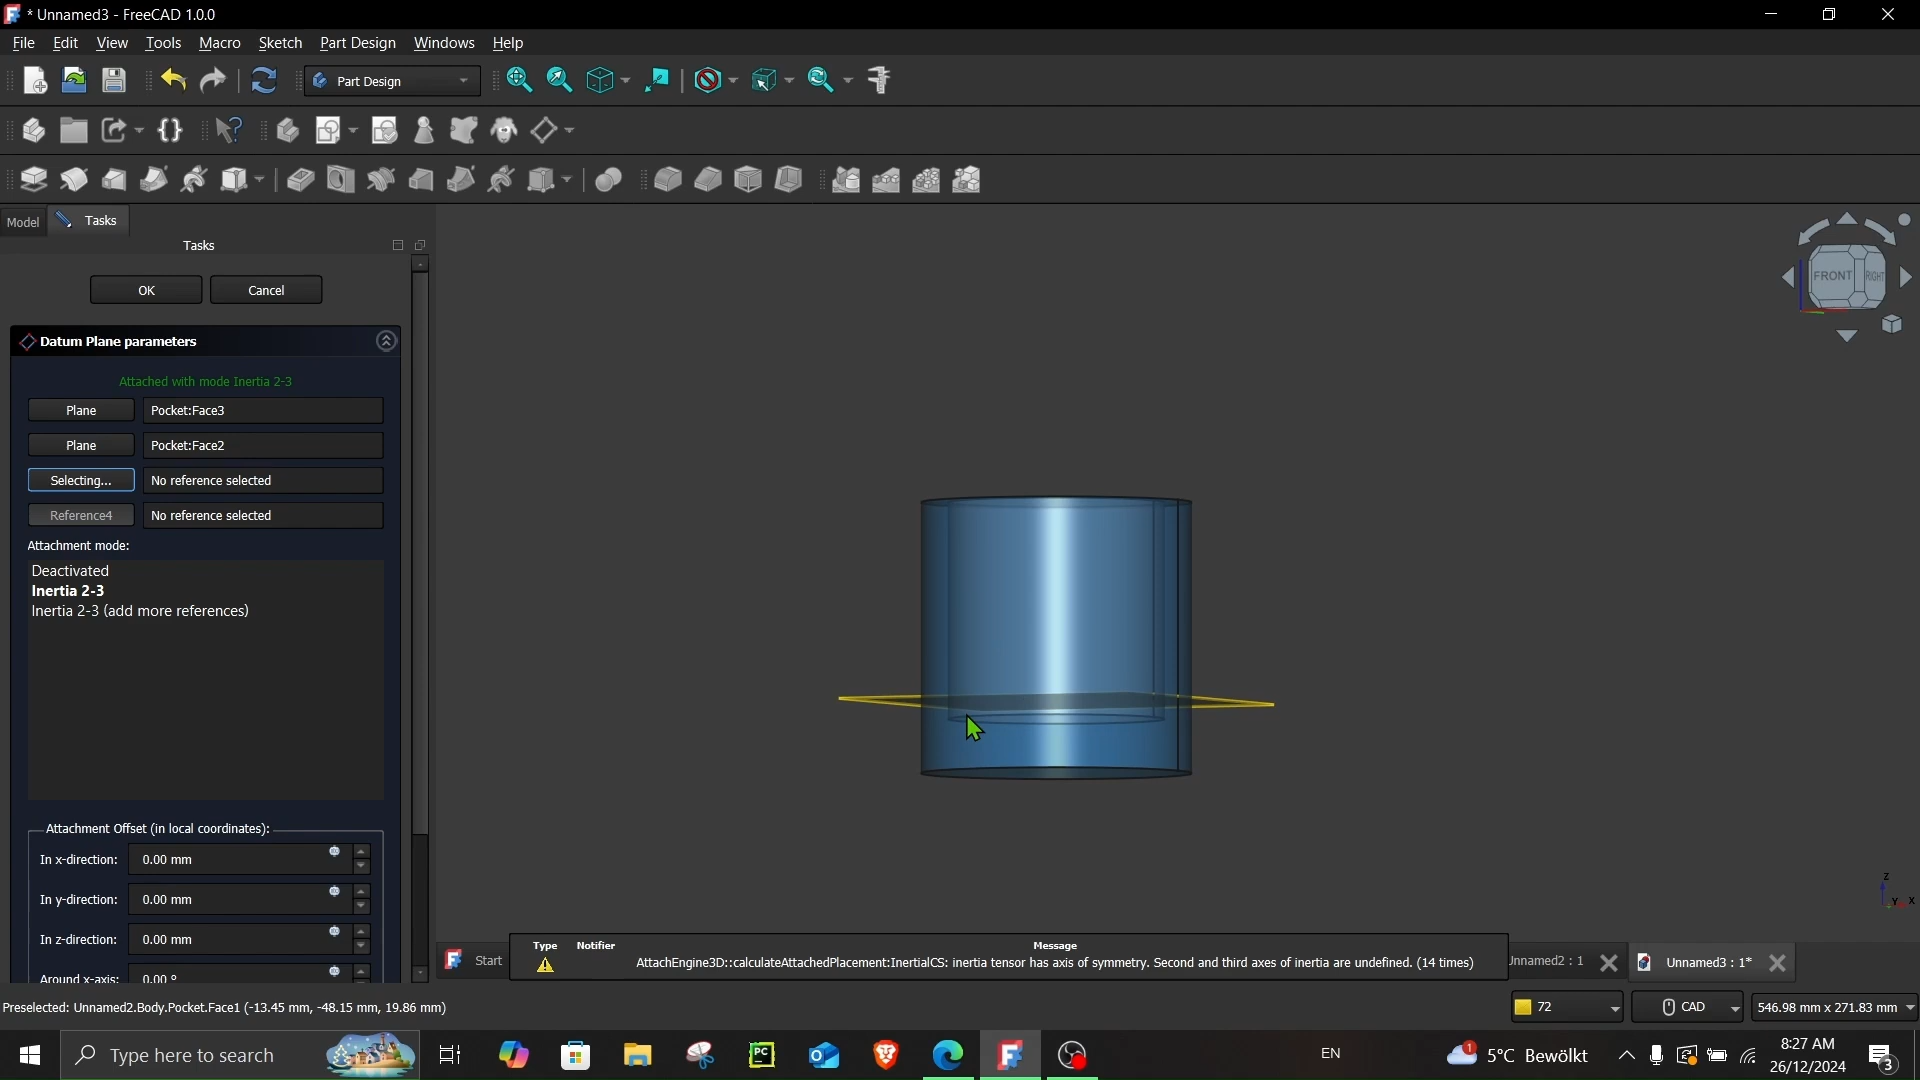 * Unnamed3 - FreeCAD 1.0.0
File Edit View Tools Macro Sketch Part Design Windows Help
Part Design
Model Tasks
Tasks
OK Cancel
Datum Plane parameters
Attached with mode Inertia 2-3
Plane Pocket:Face3
Plane Pocket:Face2
Selecting... No reference selected
Reference4 No reference selected
Attachment mode:
Deactivated
Inertia 2-3
Inertia 2-3 (add more references)
Attachment Offset (in local coordinates):
In x-direction: 0.00 mm
In y-direction: 0.00 mm
In z-direction: 0.00 mm
Around x-axis: 0.00 °
FRONT RIGHT
Z
Y X
Start
Type Notifier Message
AttachEngine3D::calculateAttachedPlacement:InertialCS: inertia tensor has axis of symmetry. Second and third axes of inertia are undefined. (14 times)
Unnamed2 : 1
Unnamed3 : 1*
Preselected: Unnamed2.Body.Pocket.Face1 (-13.45 mm, -48.15 mm, 19.86 mm)
72 CAD 546.98 mm x 271.83 mm
Type here to search
PC
EN
1
5°C Bewölkt
8:27 AM
26/12/2024
3